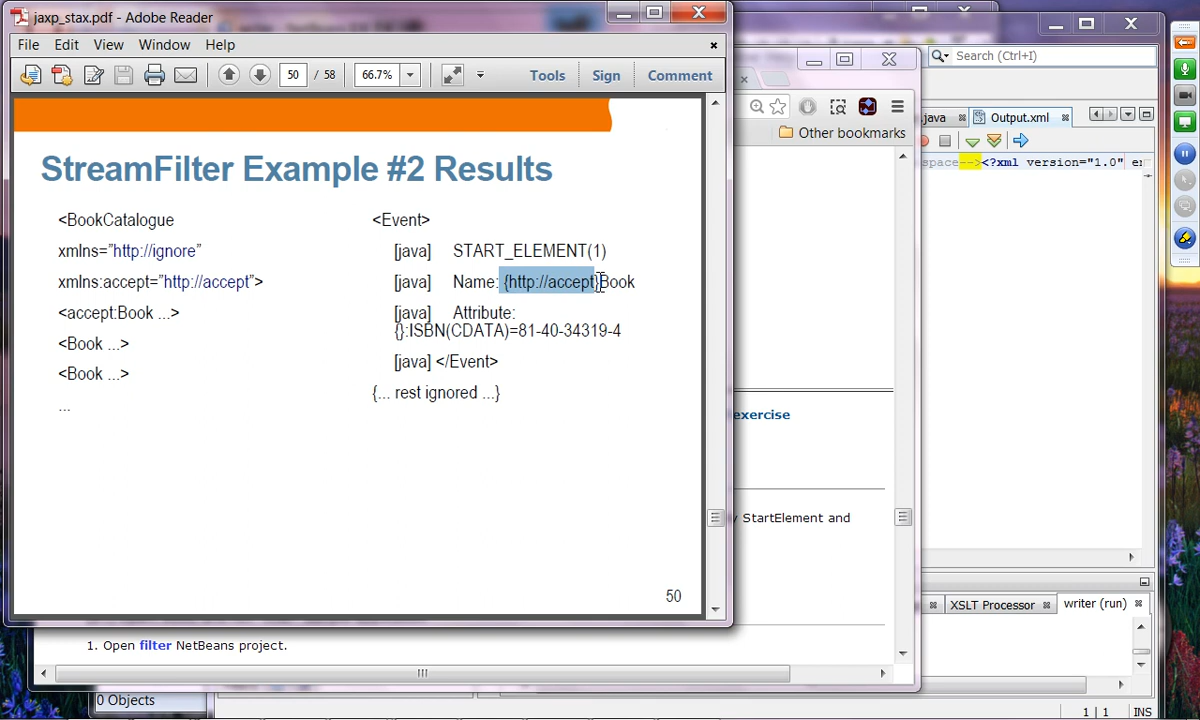 jaxp_stax.pdf - Adobe Reader
File Edit View Window Help
50 / 58 66.7% Tools Sign Comment
StreamFilter Example #2 Results
<BookCatalogue
xmlns=”http://ignore”
xmlns:accept=”http://accept”>
<accept:Book ...>
<Book ...>
<Book ...>
...
<Event>
[java] START_ELEMENT(1)
[java] Name: {http://accept}Book
[java] Attribute:
{}:ISBN(CDATA)=81-40-34319-4
[java] </Event>
{... rest ignored ...}
50
Other bookmarks
exercise
StartElement and
1. Open filter NetBeans project.
0 Objects
Search (Ctrl+I)
.java Output.xml
space--><?xml version="1.0"
XSLT Processor writer (run)
1 | 1 INS